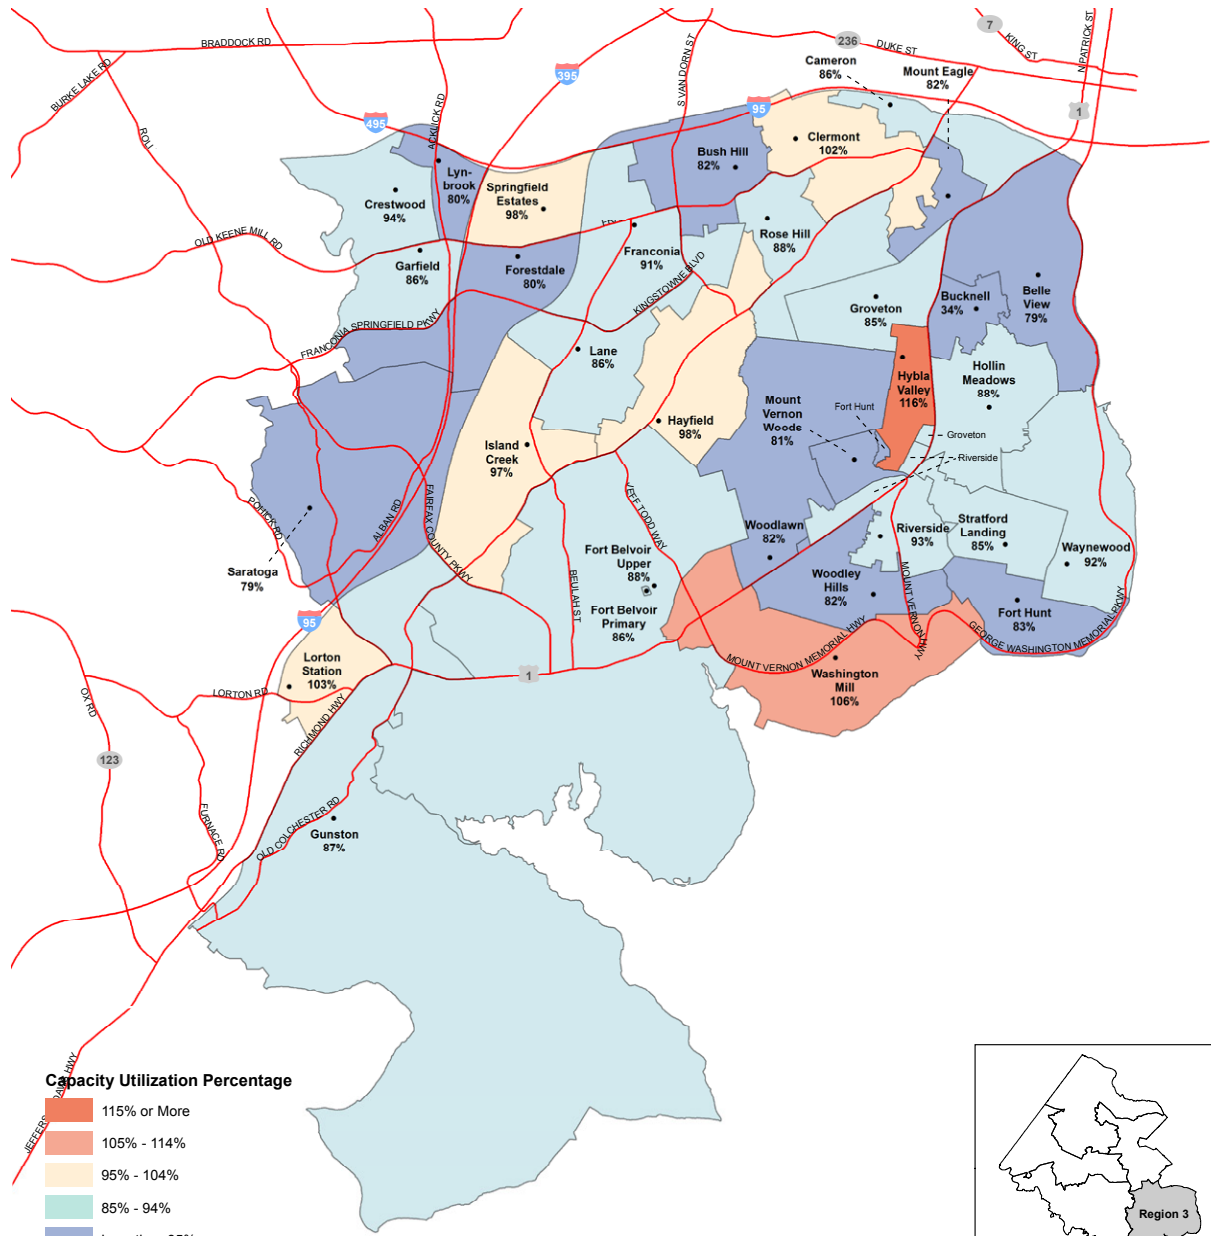 BRADDOCK RD
BURKE LAKE RD
ROLL
ACKLICK RD
395
495
S VAN DORN ST
236
DUKE ST
7
KING ST
N PATRICK ST
1
95
Cameron
86%
Mount Eagle
82%
Clermont
102%
Bush Hill
82%
Lyn-
brook
80%
Springfield
Estates
98%
Crestwood
94%
OLD KEENE MILL RD
Garfield
86%
Forestdale
80%
Franconia
91%
Rose Hill
88%
KINGSTOWNE BLVD
FRANCONIA SPRINGFIELD PKWY
Groveton
85%
Bucknell
34%
Belle
View
79%
Lane
86%
Hybla
Valley
116%
Hollin
Meadows
88%
Mount
Vernon
Woods
81%
Fort Hunt
Groveton
Riverside
Hayfield
98%
Island
Creek
97%
POHICK RD
ALBAN RD
FAIRFAX COUNTY PKWY
JEFF TODD WAY
BEULAH ST
Saratoga
79%
Woodlawn
82%
Riverside
93%
Stratford
Landing
85%
Waynewood
92%
Fort Belvoir
Upper
88%
Fort Belvoir
Primary
86%
Woodley
Hills
82%
MOUNT VERNON HWY
Fort Hunt
83%
GEORGE WASHINGTON MEMORIAL PKWY
MOUNT VERNON MEMORIAL HWY
Washington
Mill
106%
95
Lorton
Station
103%
1
LORTON RD
OX RD
RICHMOND HWY
123
FURNACE RD
OLD COLCHESTER RD
Gunston
87%
Capacity Utilization Percentage
115% or More
105% - 114%
95% - 104%
85% - 94%
Region 3